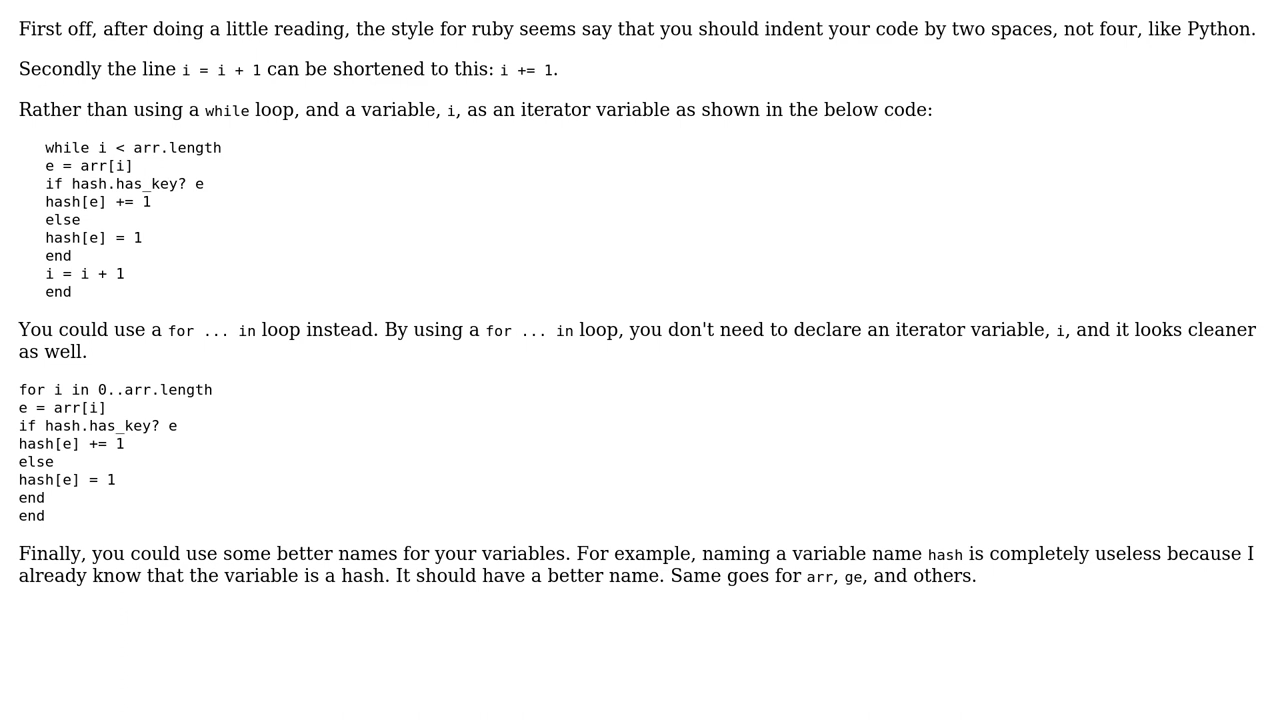 First off, after doing a little reading, the style for ruby seems say that you should indent your code by two spaces, not four, like Python.
Secondly the line i = i + 1 can be shortened to this: i += 1.
Rather than using a while loop, and a variable, i, as an iterator variable as shown in the below code:
while i < arr.length
e = arr[i]
if hash.has_key? e
hash[e] += 1
else
hash[e] = 1
end
i = i + 1
end
You could use a for ... in loop instead. By using a for ... in loop, you don't need to declare an iterator variable, i, and it looks cleaner
as well.
for i in 0..arr.length
e = arr[i]
if hash.has_key? e
hash[e] += 1
else
hash[e] = 1
end
end
Finally, you could use some better names for your variables. For example, naming a variable name hash is completely useless because I
already know that the variable is a hash. It should have a better name. Same goes for arr, ge, and others.